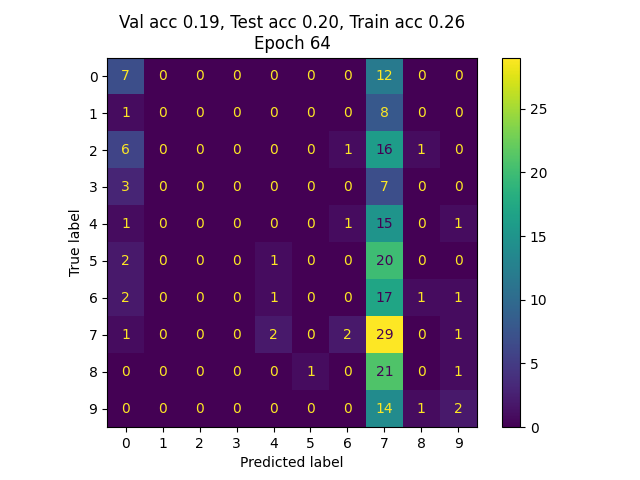 Val acc 0.19, Test acc 0.20, Train acc 0.26
Epoch 64
0 7 0 0 0 0 0 0 12 0 0
1 1 0 0 0 0 0 0 8 0 0
2 6 0 0 0 0 0 1 16 1 0
3 3 0 0 0 0 0 0 7 0 0
4 1 0 0 0 0 0 1 15 0 1
5 2 0 0 0 1 0 0 20 0 0
6 2 0 0 0 1 0 0 17 1 1
7 1 0 0 0 2 0 2 29 0 1
8 0 0 0 0 0 1 0 21 0 1
9 0 0 0 0 0 0 0 14 1 2
0 1 2 3 4 5 6 7 8 9
Predicted label
True label
25
20
15
10
5
0